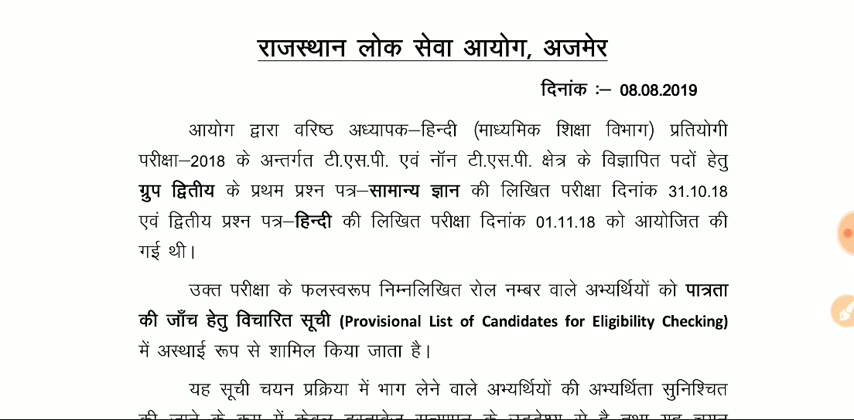 राजस्थान लोक सेवा आयोग, अजमेर
दिनांक :– 08.08.2019
आयोग द्वारा वरिष्ठ अध्यापक–हिन्दी (माध्यमिक शिक्षा विभाग) प्रतियोगी
परीक्षा–2018 के अन्तर्गत टी.एस.पी. एवं नॉन टी.एस.पी. क्षेत्र के विज्ञापित पदों हेतु
ग्रुप द्वितीय के प्रथम प्रश्न पत्र–सामान्य ज्ञान की लिखित परीक्षा दिनांक 31.10.18
एवं द्वितीय प्रश्न पत्र–हिन्दी की लिखित परीक्षा दिनांक 01.11.18 को आयोजित की
गई थी।
उक्त परीक्षा के फलस्वरूप निम्नलिखित रोल नम्बर वाले अभ्यर्थियों को पात्रता
की जाँच हेतु विचारित सूची (Provisional List of Candidates for Eligibility Checking)
में अस्थाई रूप से शामिल किया जाता है।
यह सूची चयन प्रक्रिया में भाग लेने वाले अभ्यर्थियों की अभ्यर्थिता सुनिश्चित